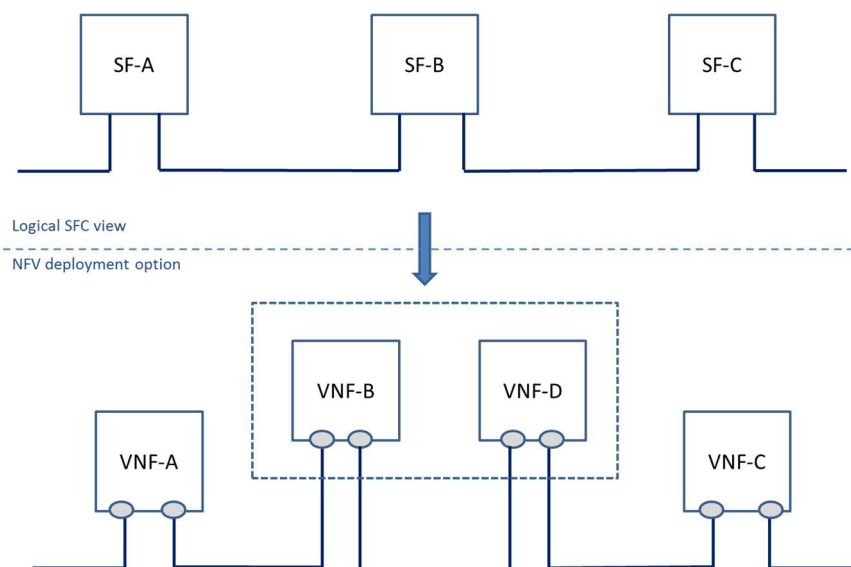 SF-A
SF-B
SF-C
Logical SFC view
NFV deployment option
VNF-B
VNF-D
VNF-A
VNF-C